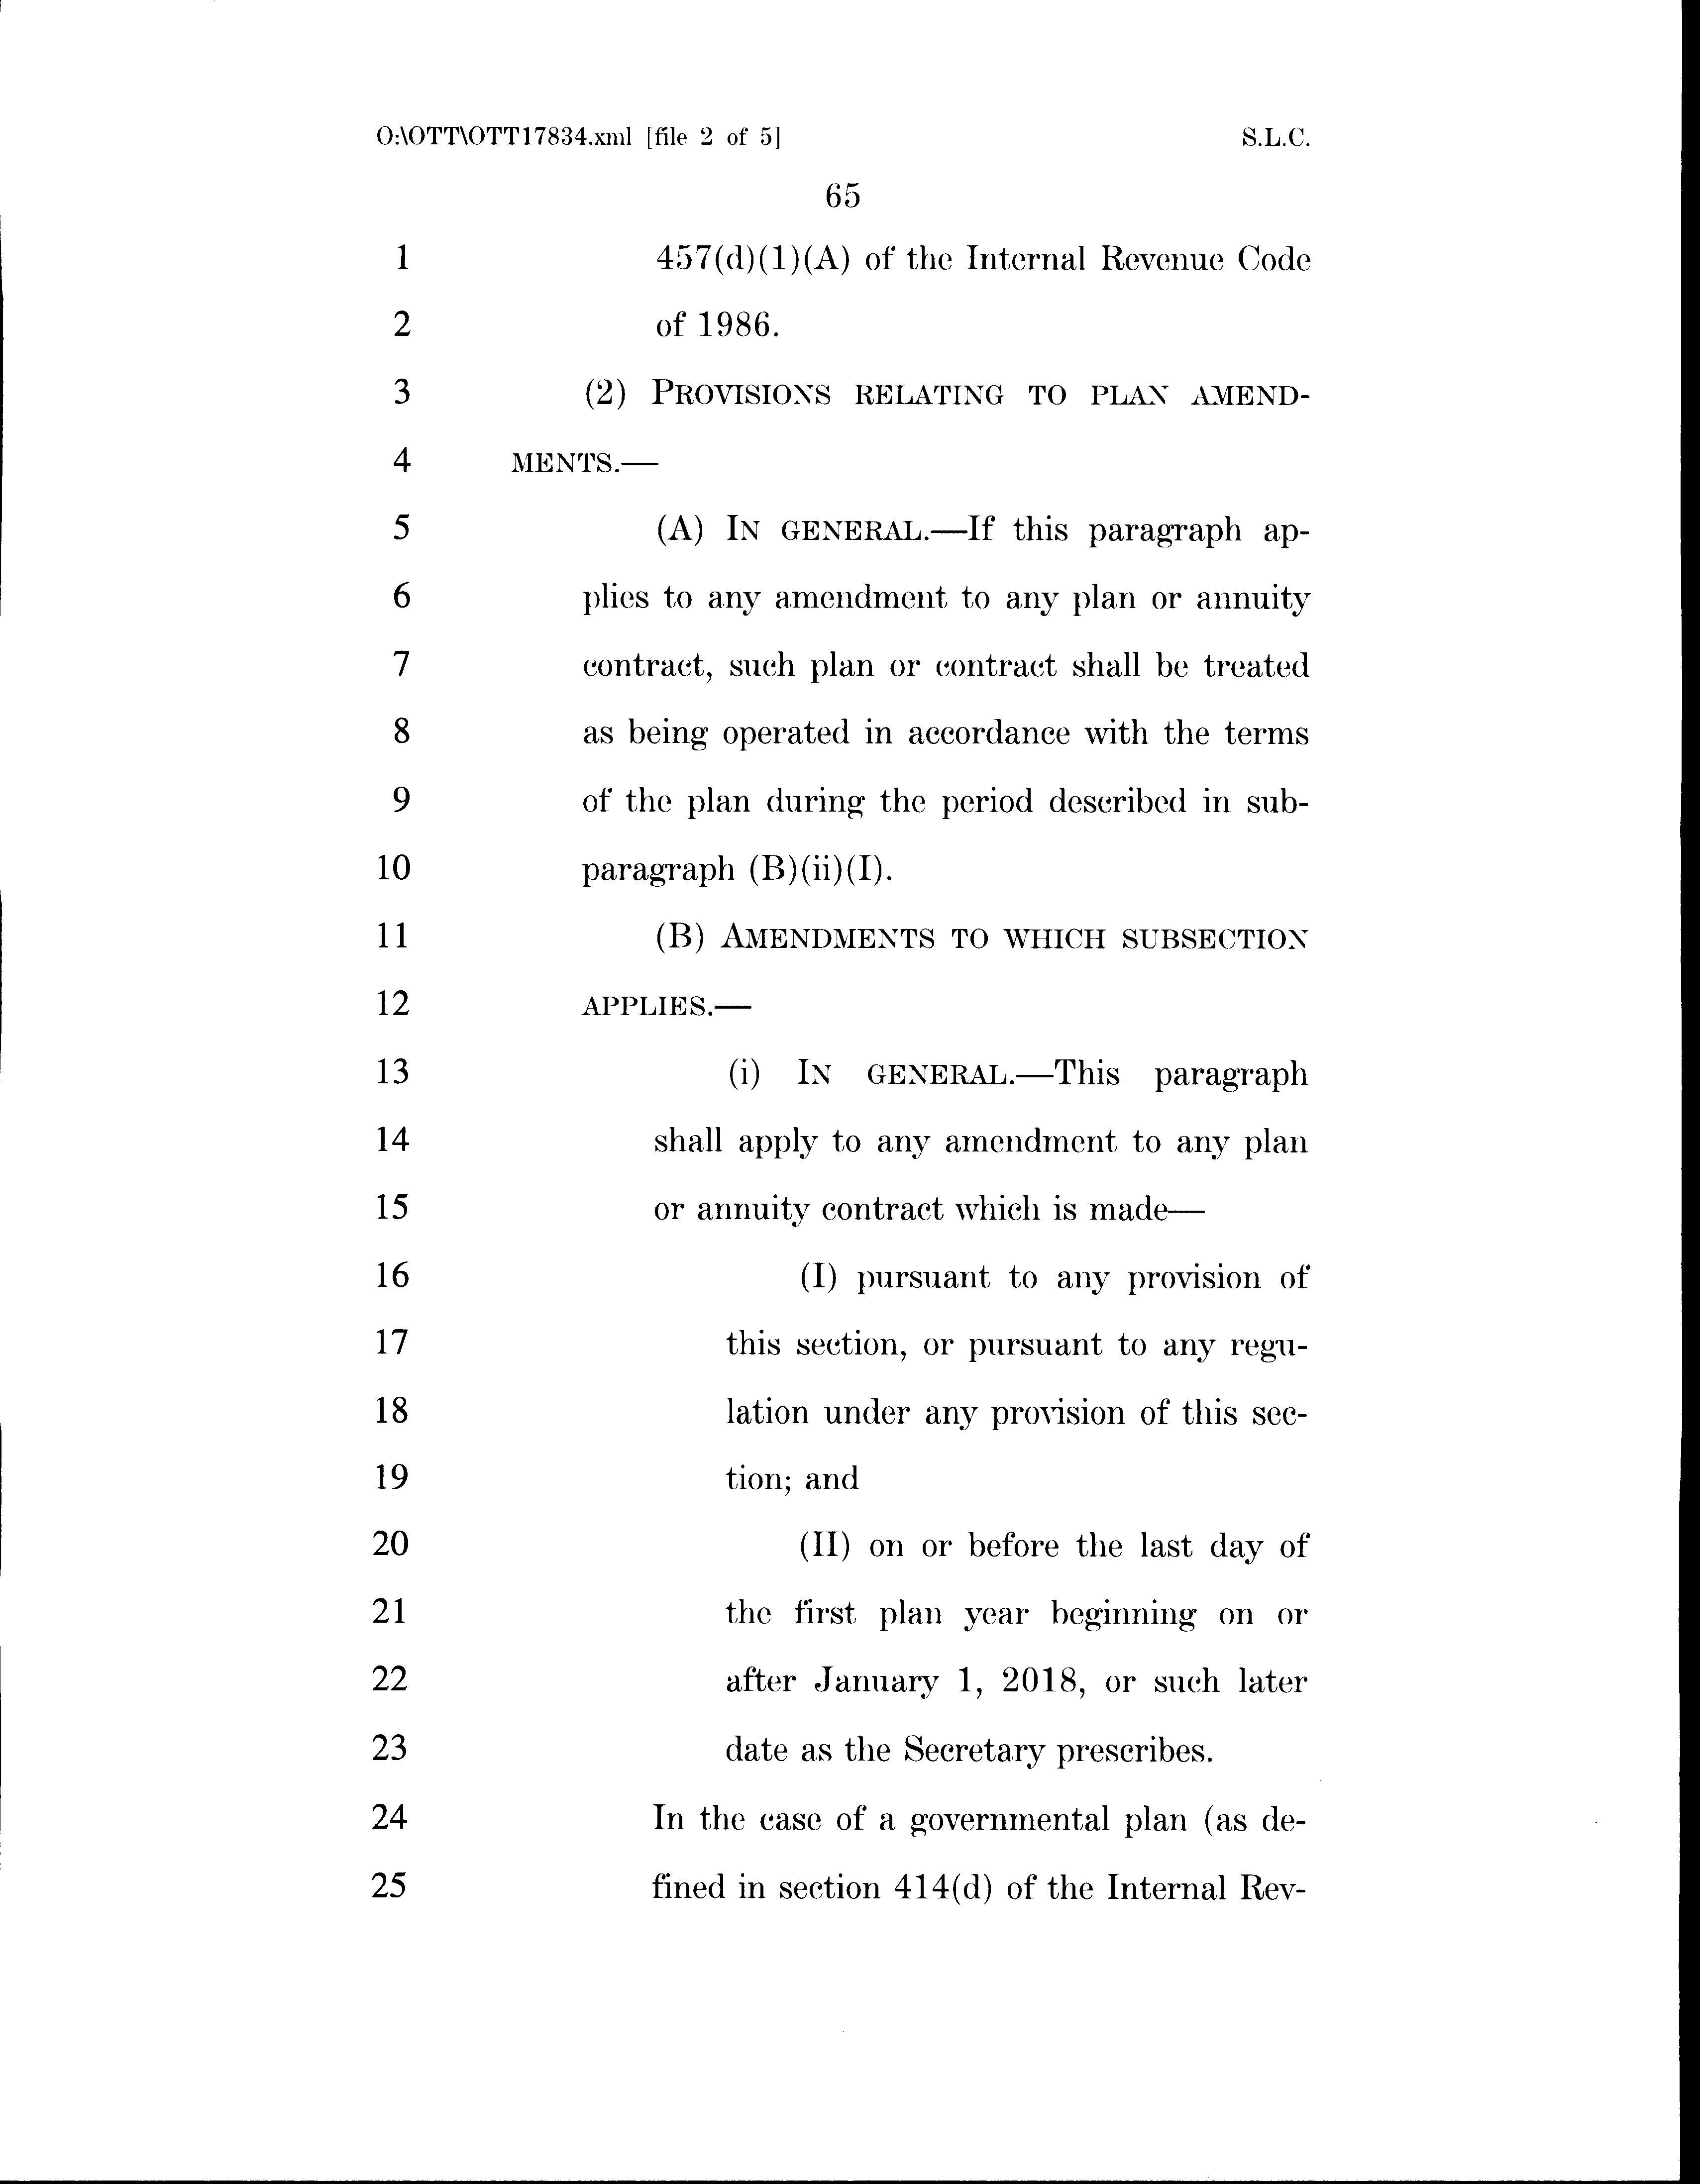 O:\OTT\OTT17834.xml [file 2 of 5] S.L.C.
65
1 457(d)(1)(A) of the Internal Revenue Code
2 of 1986.
3 (2) PROVISIONS RELATING TO PLAN AMEND-
4 MENTS.—
5 (A) IN GENERAL.—If this paragraph ap-
6 plies to any amendment to any plan or annuity
7 contract, such plan or contract shall be treated
8 as being operated in accordance with the terms
9 of the plan during the period described in sub-
10 paragraph (B)(ii)(I).
11 (B) AMENDMENTS TO WHICH SUBSECTION
12 APPLIES.—
13 (i) IN GENERAL.—This paragraph
14 shall apply to any amendment to any plan
15 or annuity contract which is made—
16 (I) pursuant to any provision of
17 this section, or pursuant to any regu-
18 lation under any provision of this sec-
19 tion; and
20 (II) on or before the last day of
21 the first plan year beginning on or
22 after January 1, 2018, or such later
23 date as the Secretary prescribes.
24 In the case of a governmental plan (as de-
25 fined in section 414(d) of the Internal Rev-